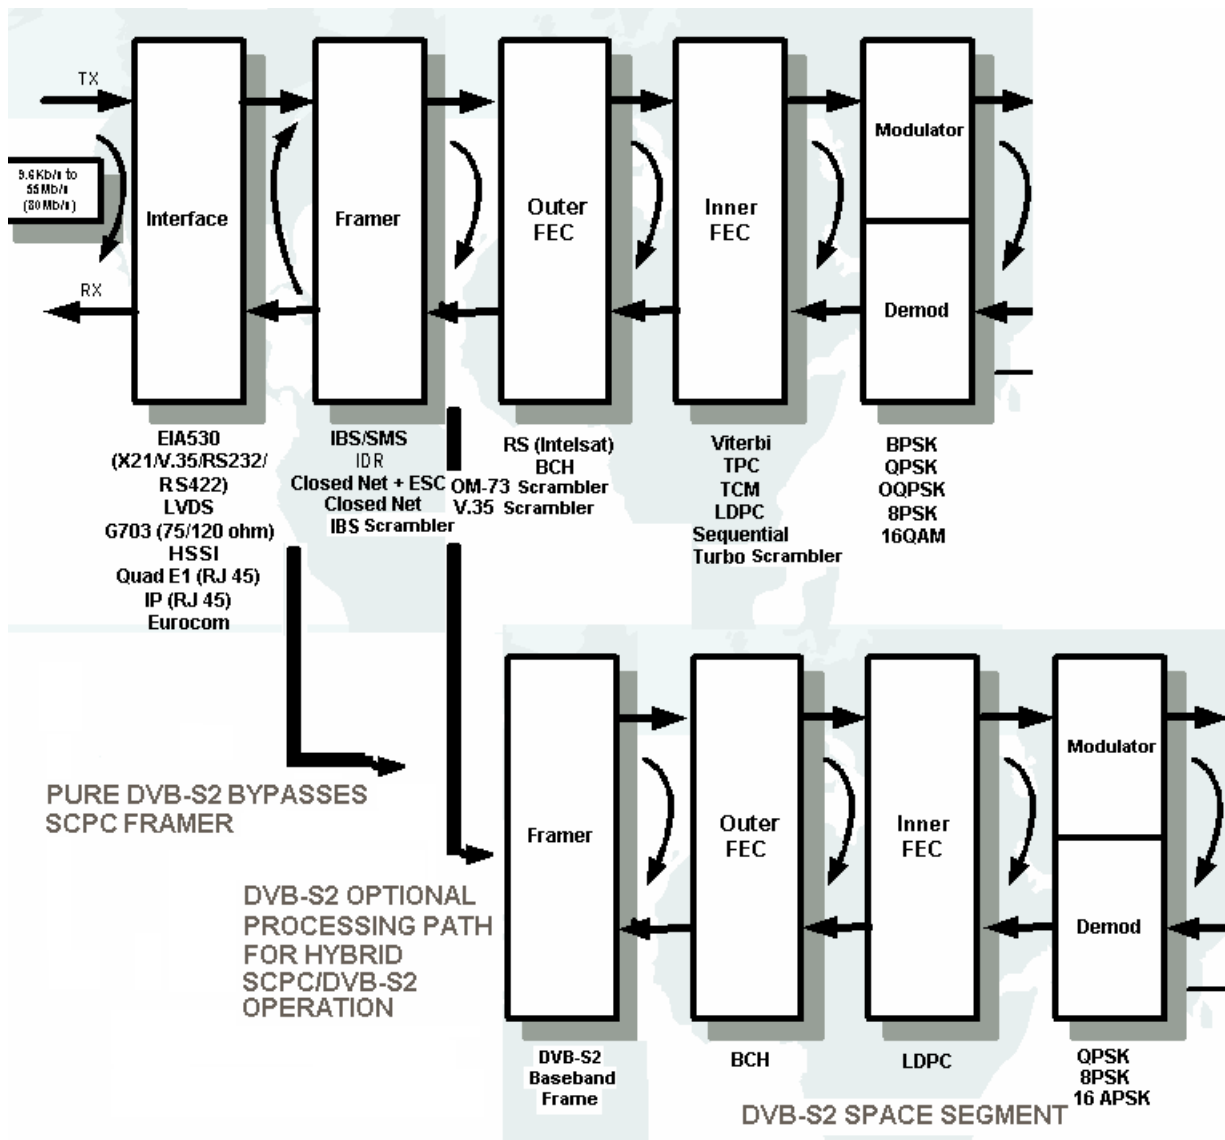 TX
9.6Kb/s to
55Mb/s
(80Mb/s)
RX
Interface
Framer
Outer
FEC
Inner
FEC
Modulator
Demod
EIA530
(X21/V.35/RS232/
RS422)
LVDS
G703 (75/120 ohm)
HSSI
Quad E1 (RJ 45)
IP (RJ 45)
Eurocom
IBS/SMS
IDR
Closed Net + ESC
Closed Net
IBS Scrambler
RS (Intelsat)
BCH
OM-73 Scrambler
V.35 Scrambler
Viterbi
TPC
TCM
LDPC
Sequential
Turbo Scrambler
BPSK
QPSK
OQPSK
8PSK
16QAM
PURE DVB-S2 BYPASSES
SCPC FRAMER
DVB-S2 OPTIONAL
PROCESSING PATH
FOR HYBRID
SCPC/DVB-S2
OPERATION
Framer
Outer
FEC
Inner
FEC
Modulator
Demod
DVB-S2
Baseband
Frame
BCH
LDPC
QPSK
8PSK
16 APSK
DVB-S2 SPACE SEGMENT